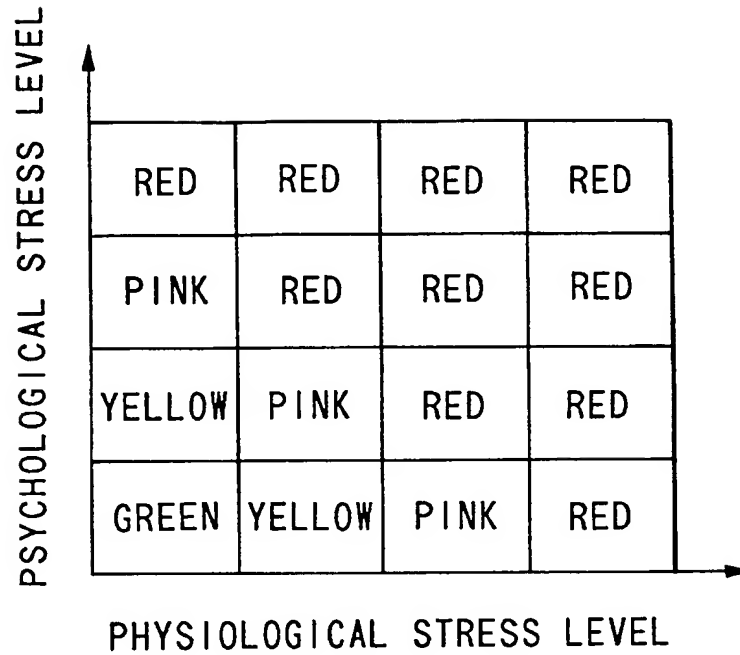 PSYCHOLOGICAL STRESS LEVEL
RED RED RED RED
PINK RED RED RED
YELLOW PINK RED RED
GREEN YELLOW PINK RED
PHYSIOLOGICAL STRESS LEVEL